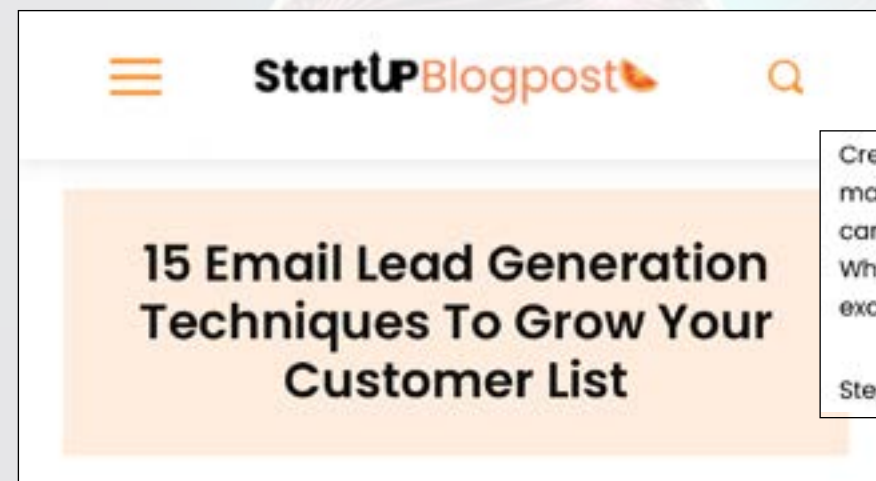 StartUPBlogpost
15 Email Lead Generation
Techniques To Grow Your
Customer List